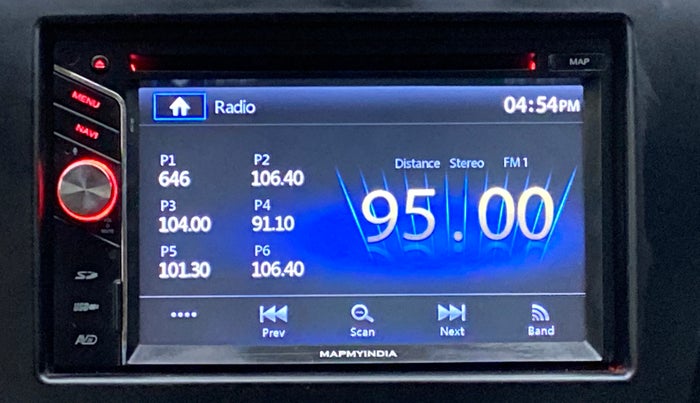 MAP
MENU
NAVI
Radio
04:54PM
P1
646
P2
106.40
P3
104.00
P4
91.10
P5
101.30
P6
106.40
Distance Stereo FM1
95.00
Prev
Scan
Next
Band
MAPMYINDIA